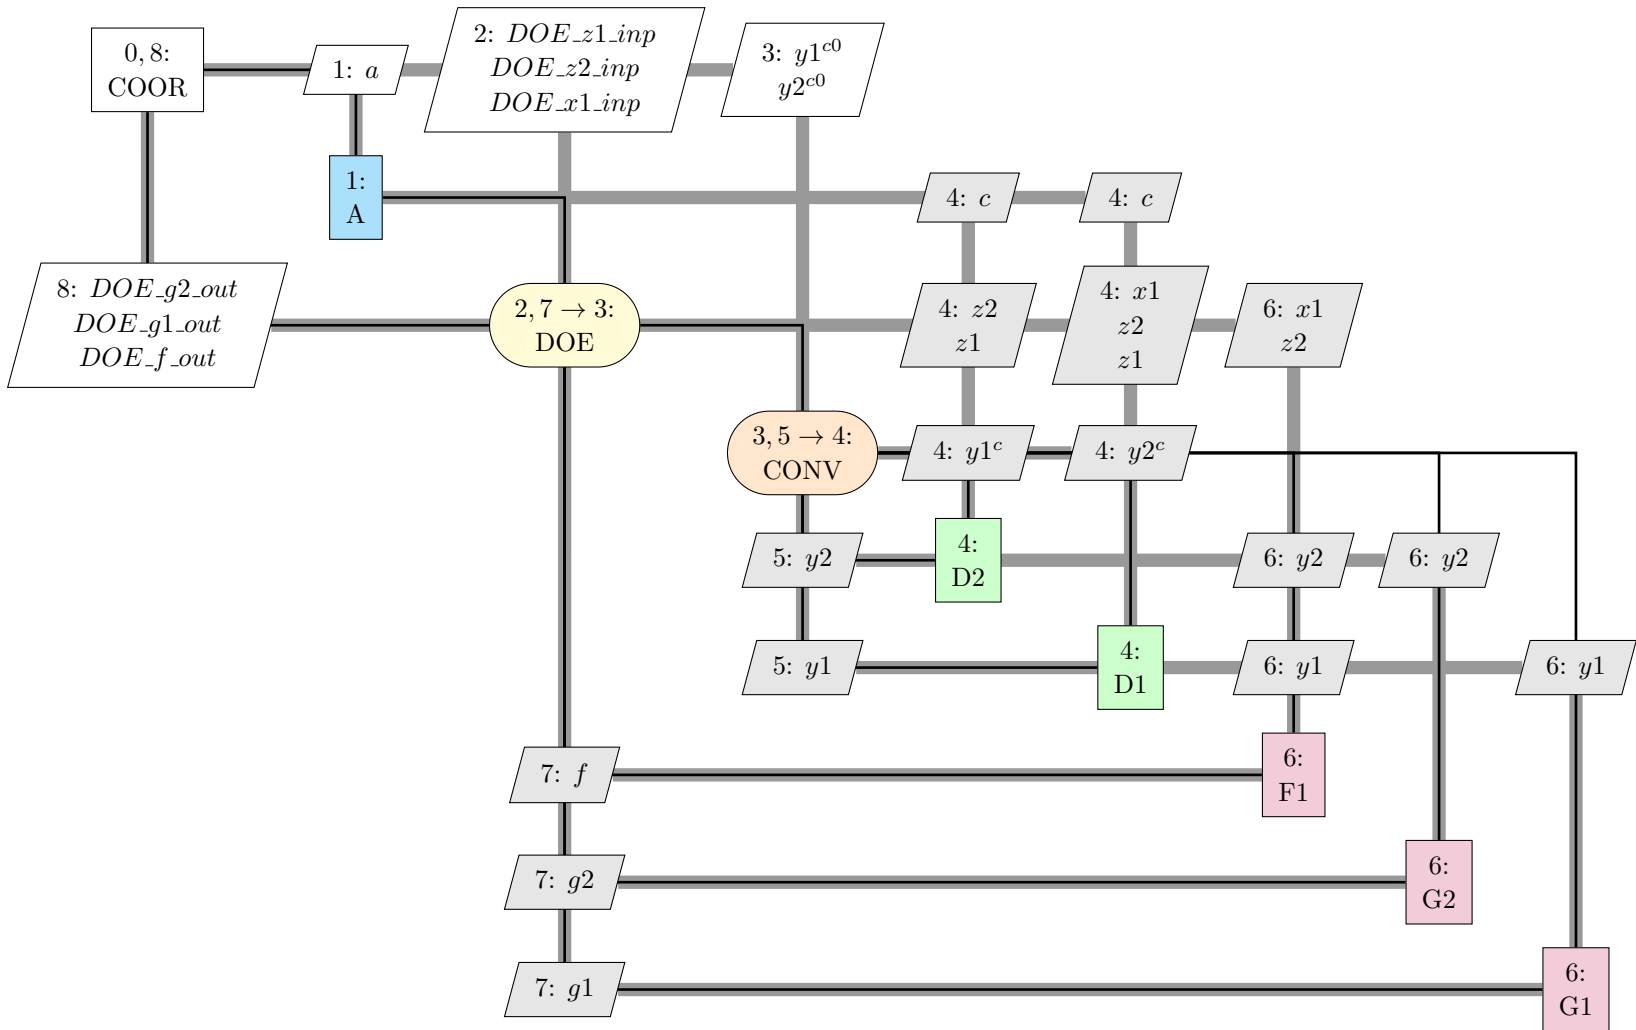 0, 8:
COOR
1: a
2: DOE_z1_inp
DOE_z2_inp
DOE_x1_inp
3: y1^{c0}
y2^{c0}
1:
A
4: c
4: c
8: DOE_g2_out
DOE_g1_out
DOE_f_out
2, 7 → 3:
DOE
4: z2
z1
4: x1
z2
z1
6: x1
z2
3, 5 → 4:
CONV
4: y1^c
4: y2^c
5: y2
4:
D2
6: y2
6: y2
5: y1
4:
D1
6: y1
6: y1
7: f
6:
F1
7: g2
6:
G2
7: g1
6:
G1